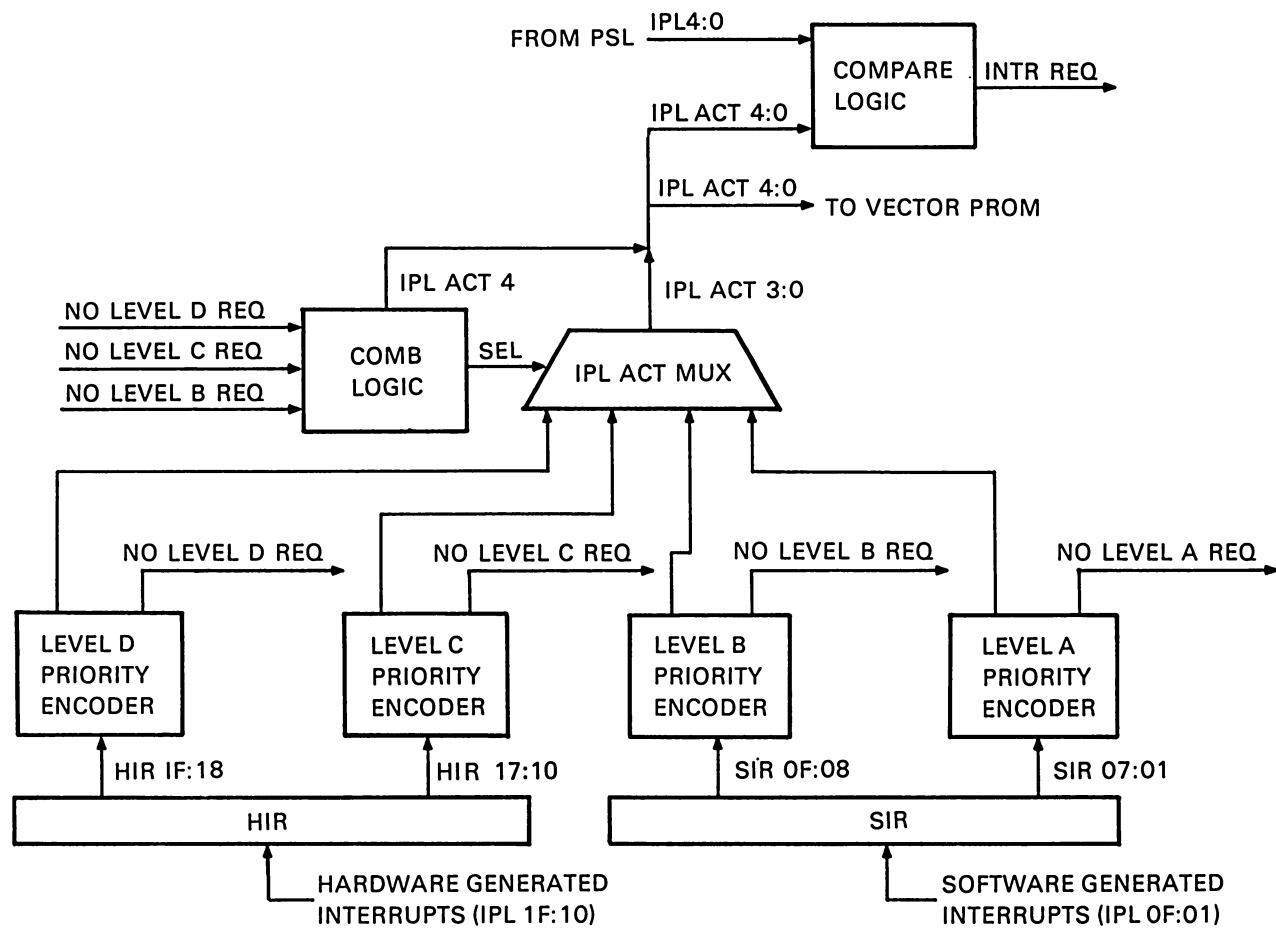 IPL4:0
FROM PSL
COMPARE
LOGIC
INTR REQ
IPL ACT 4:0
IPL ACT 4:0
TO VECTOR PROM
IPL ACT 4
IPL ACT 3:0
NO LEVEL D REQ
NO LEVEL C REQ
NO LEVEL B REQ
COMB
LOGIC
SEL
IPL ACT MUX
NO LEVEL D REQ
NO LEVEL C REQ
NO LEVEL B REQ
NO LEVEL A REQ
LEVEL D
PRIORITY
ENCODER
LEVEL C
PRIORITY
ENCODER
LEVEL B
PRIORITY
ENCODER
LEVEL A
PRIORITY
ENCODER
HIR IF:18
HIR 17:10
SIR 0F:08
SIR 07:01
HIR
SIR
HARDWARE GENERATED
INTERRUPTS (IPL 1F:10)
SOFTWARE GENERATED
INTERRUPTS (IPL 0F:01)